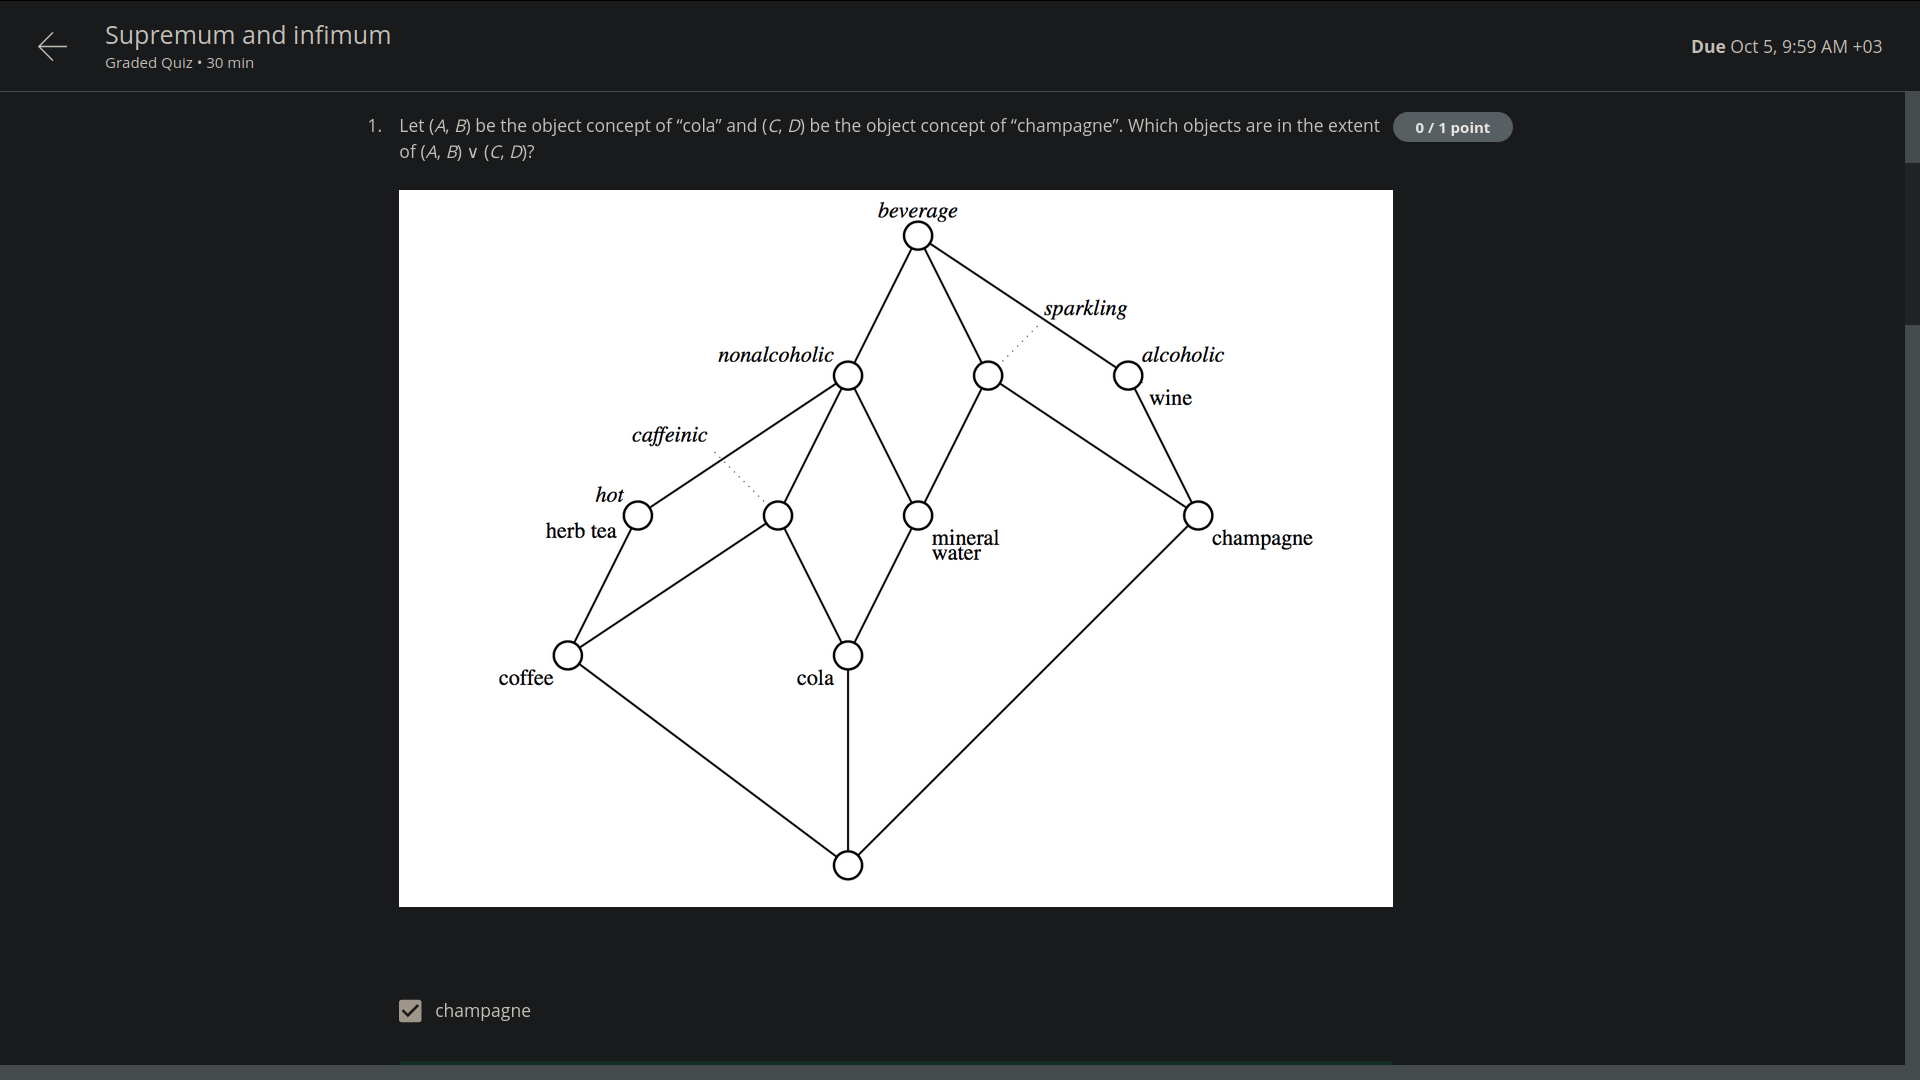 Supremum and infimum
Graded Quiz • 30 min
Due Oct 5, 9:59 AM +03
1. Let (A, B) be the object concept of “cola” and (C, D) be the object concept of “champagne”. Which objects are in the extent
of (A, B) ∨ (C, D)?
0 / 1 point
beverage
sparkling
nonalcoholic
alcoholic
wine
caffeinic
hot
herb tea
mineral
water
champagne
coffee
cola
champagne